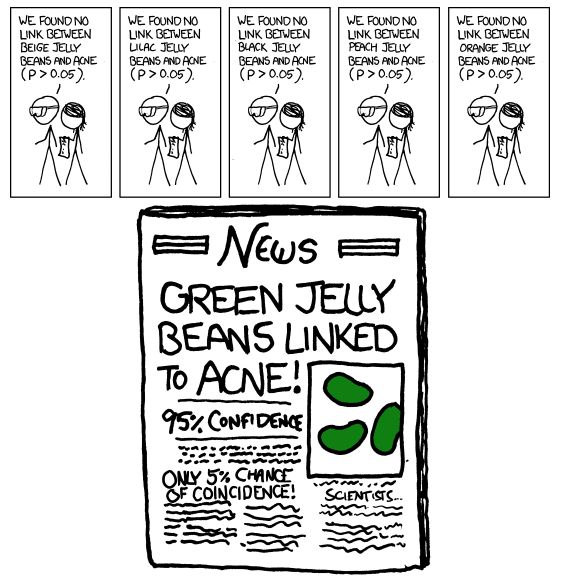 WE FOUND NO
LINK BETWEEN
BEIGE JELLY
BEANS AND ACNE
(P > 0.05).
WE FOUND NO
LINK BETWEEN
LILAC JELLY
BEANS AND ACNE
(P > 0.05).
WE FOUND NO
LINK BETWEEN
BLACK JELLY
BEANS AND ACNE
(P > 0.05).
WE FOUND NO
LINK BETWEEN
PEACH JELLY
BEANS AND ACNE
(P > 0.05).
WE FOUND NO
LINK BETWEEN
ORANGE JELLY
BEANS AND ACNE
(P > 0.05).
NEWS
GREEN JELLY
BEANS LINKED
TO ACNE!
95% CONFIDENCE
ONLY 5% CHANCE
OF COINCIDENCE!
SCIENTISTS...